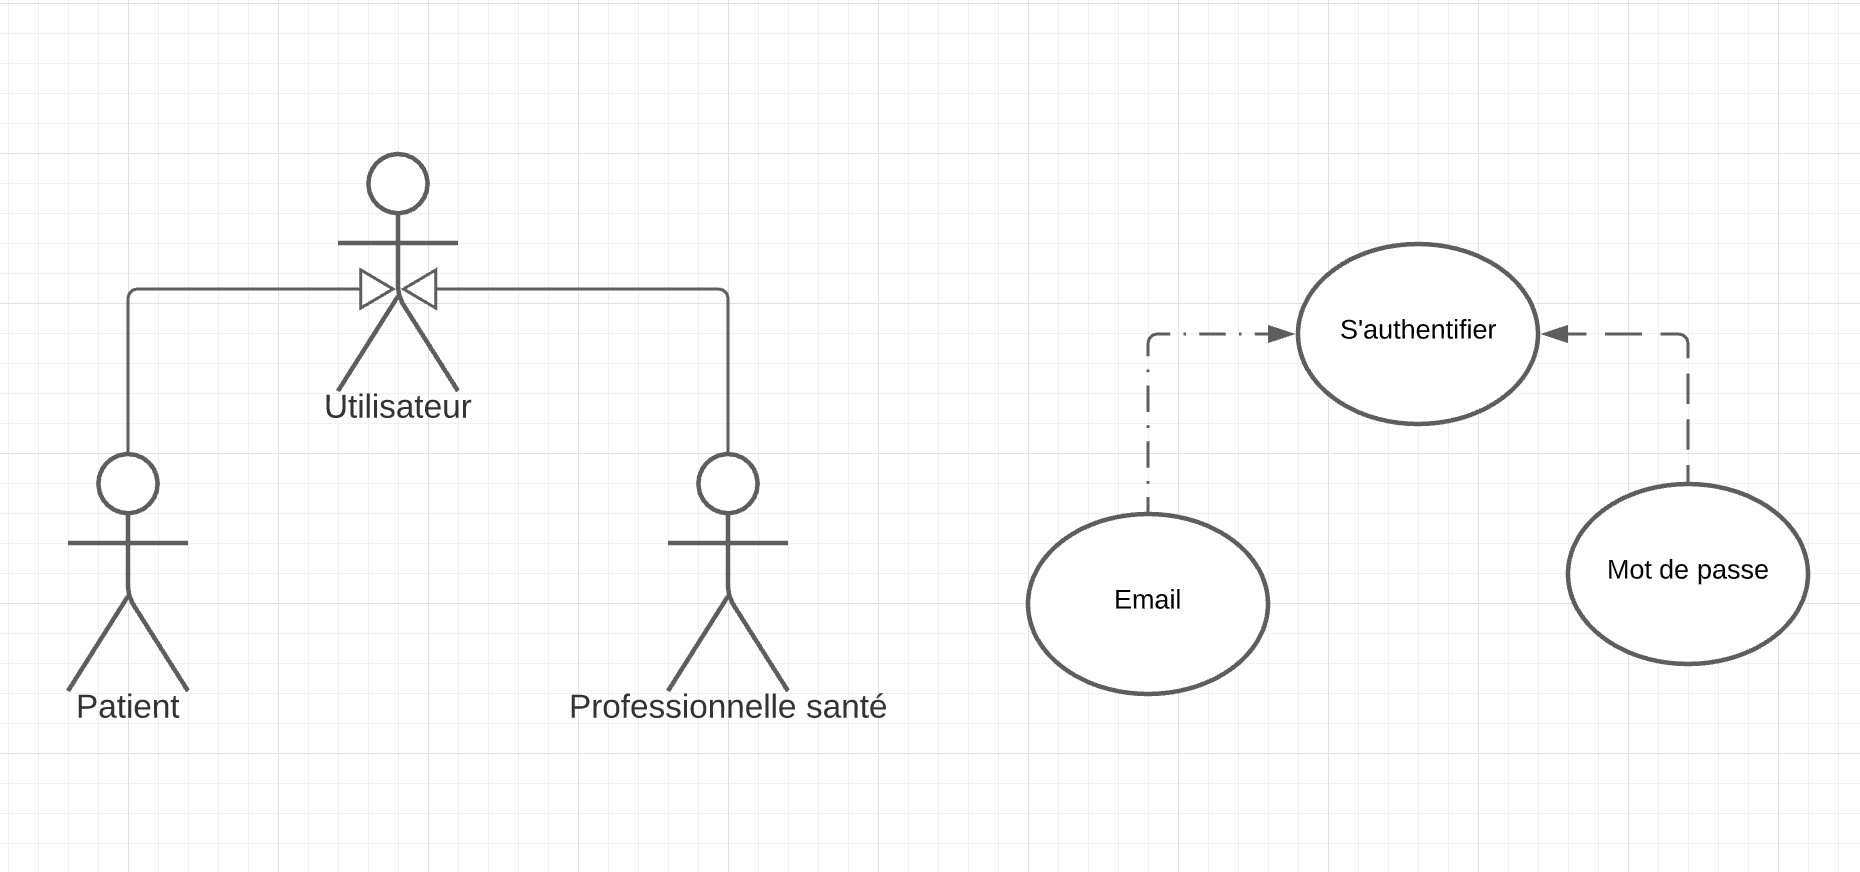 Utilisateur
Patient
Professionnelle santé
S'authentifier
Email
Mot de passe